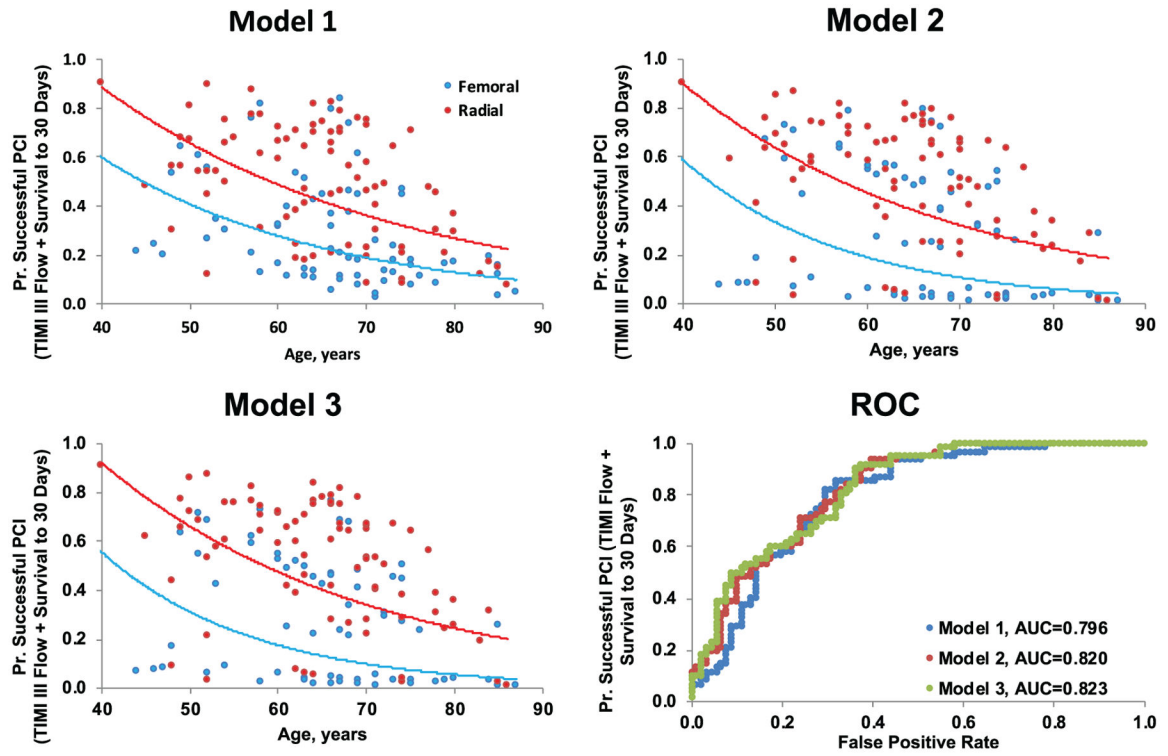 Model 1
Pr. Successful PCI
(TIMI III Flow + Survival to 30 Days)
1.0
0.8
0.6
0.4
0.2
0.0
Femoral
Radial
40
50
60
70
80
90
Age, years
Model 2
Pr. Successful PCI
(TIMI III Flow + Survival to 30 Days)
1.0
0.8
0.6
0.4
0.2
0.0
40
50
60
70
80
90
Age, years
Model 3
Pr. Successful PCI
(TIMI III Flow + Survival to 30 Days)
1.0
0.8
0.6
0.4
0.2
0.0
40
50
60
70
80
90
Age, years
ROC
Pr. Successful PCI (TIMI Flow +
Survival to 30 Days)
1.0
0.8
0.6
0.4
0.2
0.0
Model 1, AUC=0.796
Model 2, AUC=0.820
Model 3, AUC=0.823
0.0
0.2
0.4
0.6
0.8
1.0
False Positive Rate